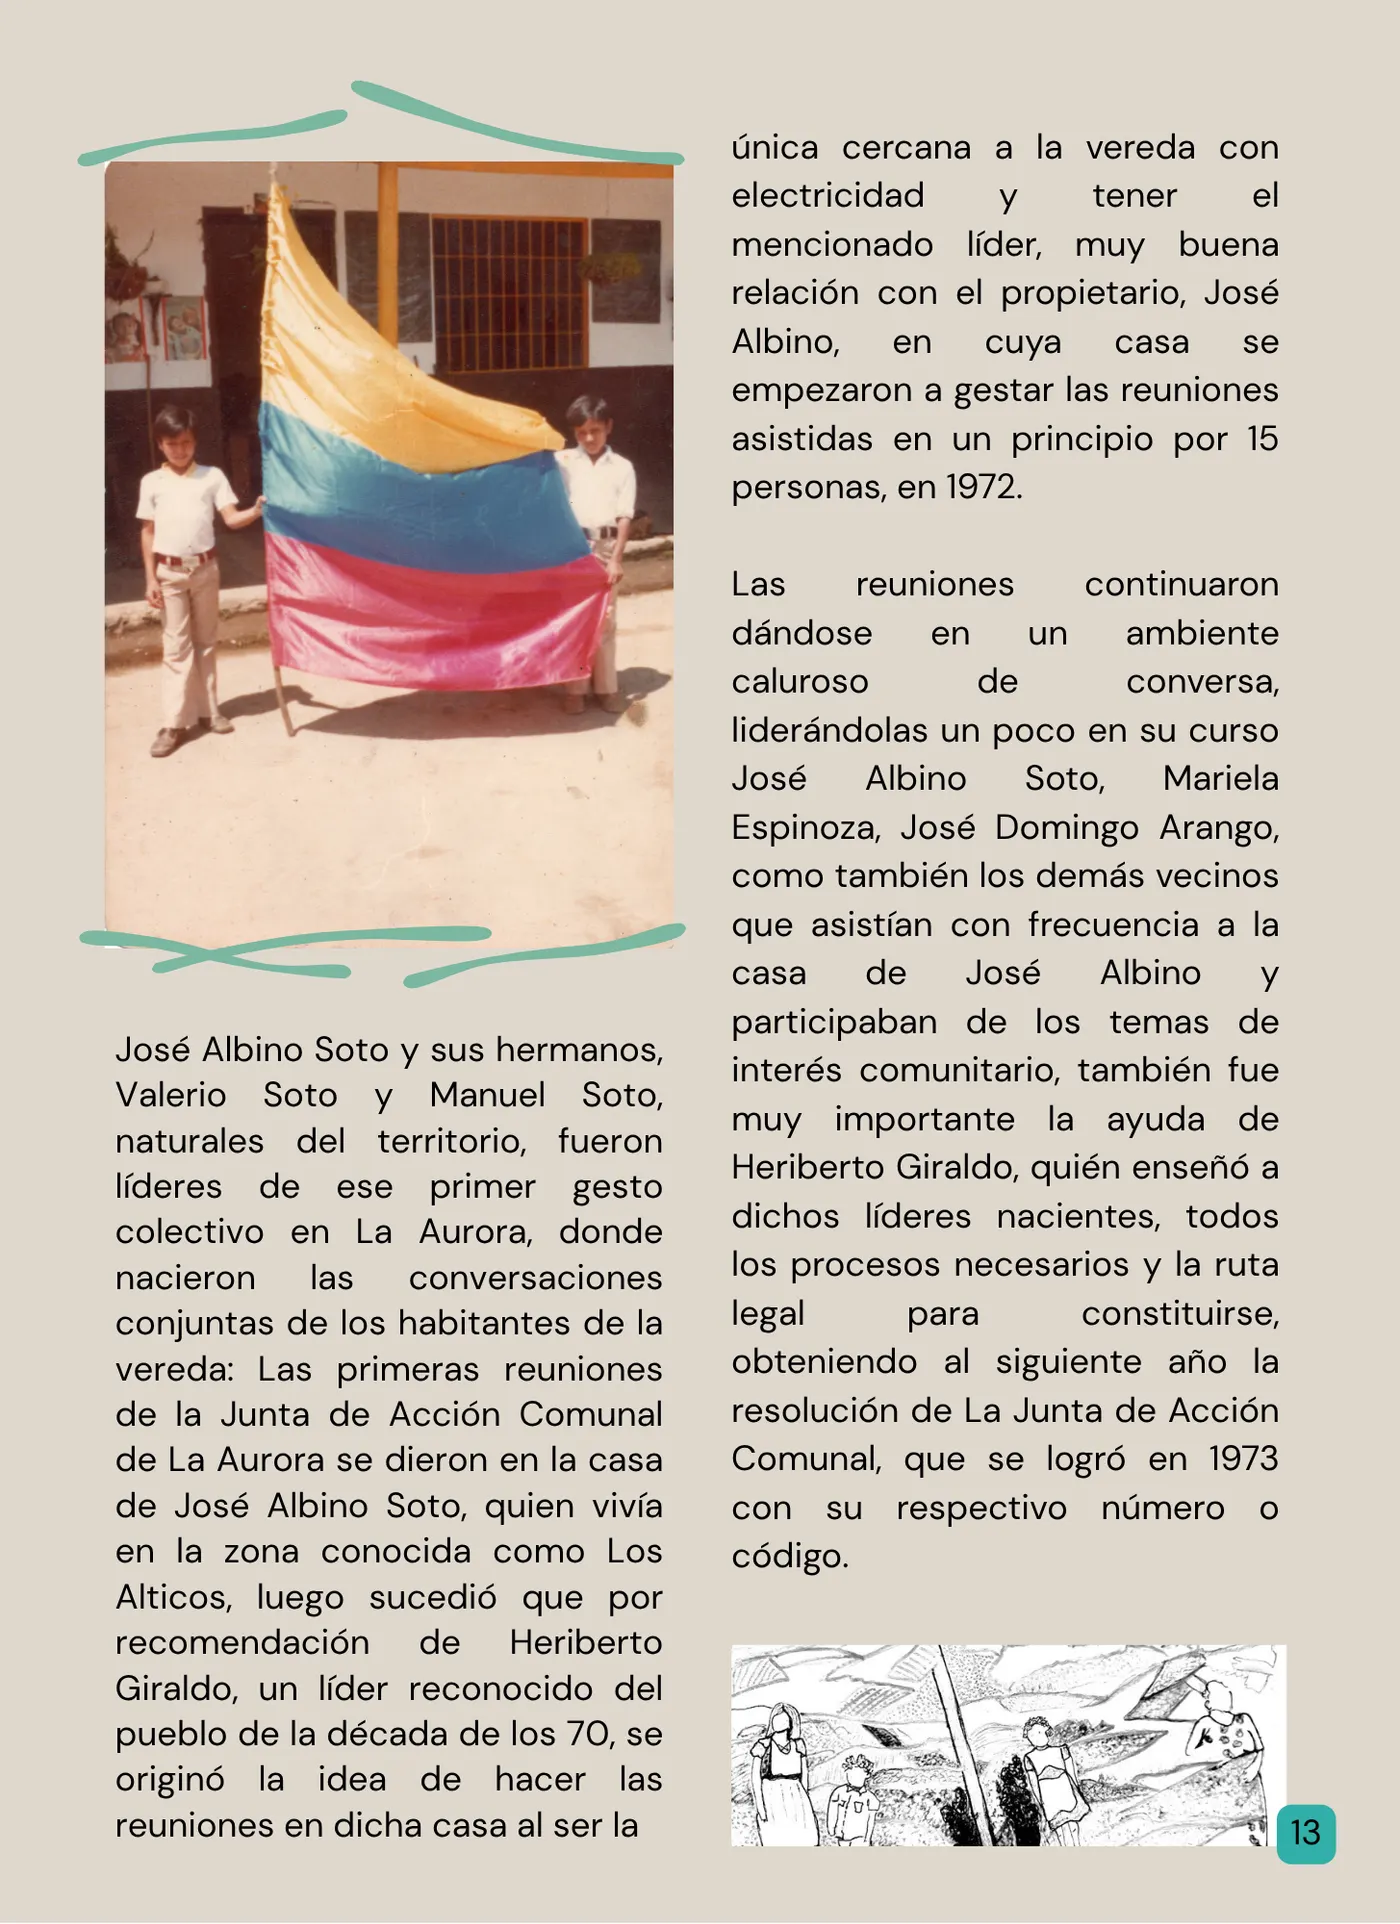 José Albino Soto y sus hermanos,
Valerio Soto y Manuel Soto,
naturales del territorio, fueron
líderes de ese primer gesto
colectivo en La Aurora, donde
nacieron las conversaciones
conjuntas de los habitantes de la
vereda: Las primeras reuniones
de la Junta de Acción Comunal
de La Aurora se dieron en la casa
de José Albino Soto, quien vivía
en la zona conocida como Los
Alticos, luego sucedió que por
recomendación de Heriberto
Giraldo, un líder reconocido del
pueblo de la década de los 70, se
originó la idea de hacer las
reuniones en dicha casa al ser la
única cercana a la vereda con
electricidad y tener el
mencionado líder, muy buena
relación con el propietario, José
Albino, en cuya casa se
empezaron a gestar las reuniones
asistidas en un principio por 15
personas, en 1972.
Las reuniones continuaron
dándose en un ambiente
caluroso de conversa,
liderándolas un poco en su curso
José Albino Soto, Mariela
Espinoza, José Domingo Arango,
como también los demás vecinos
que asistían con frecuencia a la
casa de José Albino y
participaban de los temas de
interés comunitario, también fue
muy importante la ayuda de
Heriberto Giraldo, quién enseñó a
dichos líderes nacientes, todos
los procesos necesarios y la ruta
legal para constituirse,
obteniendo al siguiente año la
resolución de La Junta de Acción
Comunal, que se logró en 1973
con su respectivo número o
código.
13